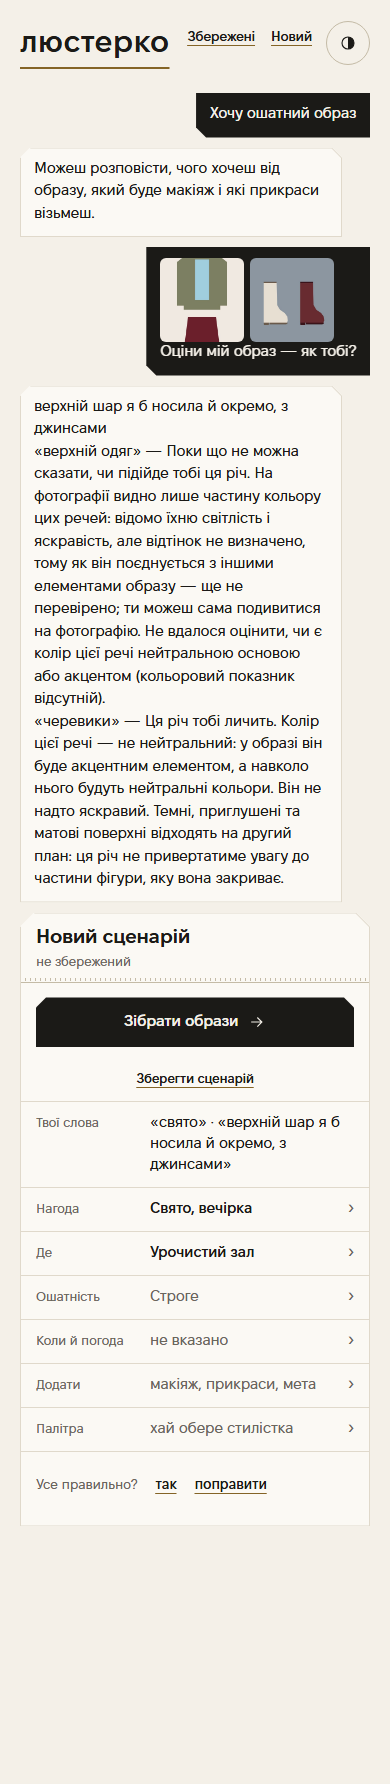 люстерко
Збережені
Новий
Хочу ошатний образ
Можеш розповісти, чого хочеш від
образу, який буде макіяж і які прикраси
візьмеш.
Оціни мій образ — як тобі?
верхній шар я б носила й окремо, з
джинсами
«верхній одяг» — Поки що не можна
сказати, чи підійде тобі ця річ. На
фотографії видно лише частину кольору
цих речей: відомо їхню світлість і
яскравість, але відтінок не визначено,
тому як він поєднується з іншими
елементами образу — ще не
перевірено; ти можеш сама подивитися
на фотографію. Не вдалося оцінити, чи є
колір цієї речі нейтральною основою
або акцентом (кольоровий показник
відсутній).
«черевики» — Ця річ тобі личить. Колір
цієї речі — не нейтральний: у образі він
буде акцентним елементом, а навколо
нього будуть нейтральні кольори. Він не
надто яскравий. Темні, приглушені та
матові поверхні відходять на другий
план: ця річ не привертатиме увагу до
частини фігури, яку вона закриває.
Новий сценарій
не збережений
Зібрати образи →
Зберегти сценарій
Твої слова
«свято» · «верхній шар я б
носила й окремо, з
джинсами»
Нагода
Свято, вечірка ›
Де
Урочистий зал ›
Ошатність
Строге ›
Коли й погода
не вказано ›
Додати
макіяж, прикраси, мета ›
Палітра
хай обере стилістка ›
Усе правильно? так поправити